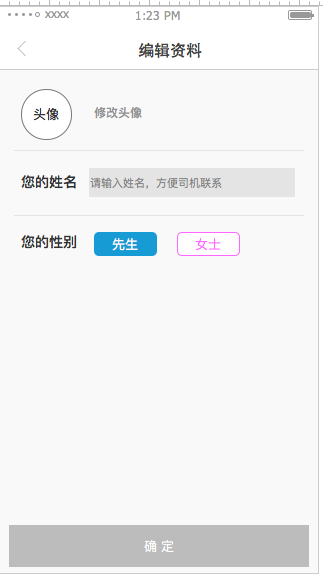 xxxx 1:23 PM
编辑资料
头像 修改头像
您的姓名 请输入姓名，方便司机联系
您的性别 先生 女士
确 定